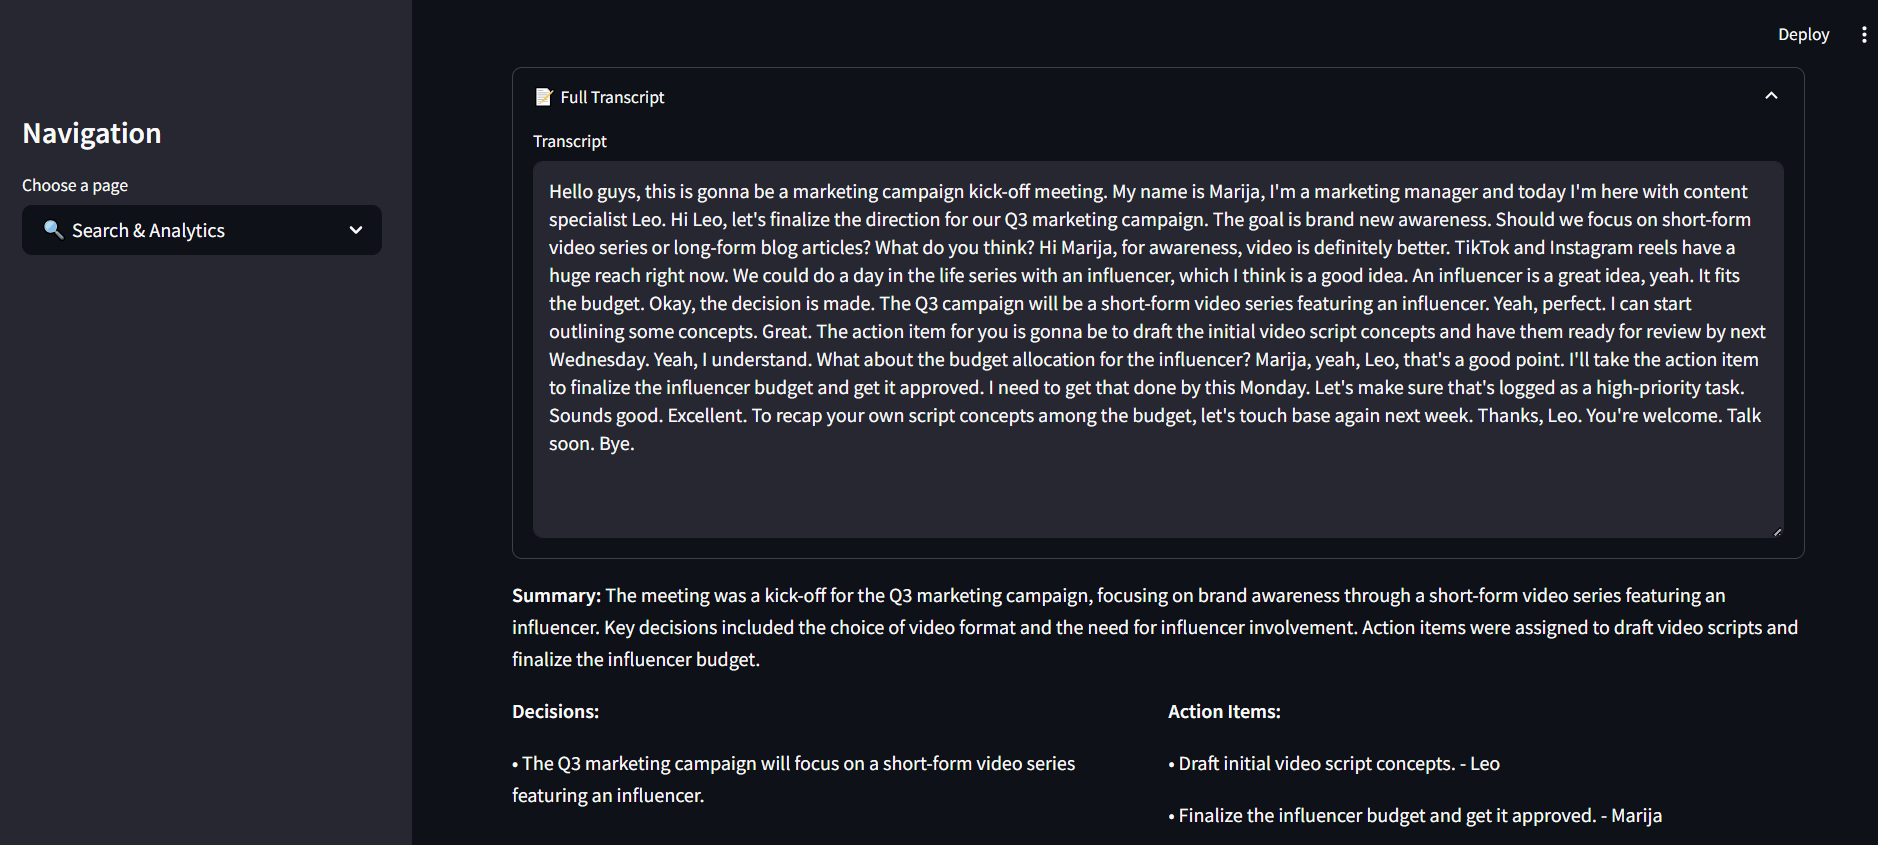 Deploy
Navigation
Choose a page
Search & Analytics
Full Transcript
Transcript
Hello guys, this is gonna be a marketing campaign kick-off meeting. My name is Marija, I'm a marketing manager and today I'm here with content
specialist Leo. Hi Leo, let's finalize the direction for our Q3 marketing campaign. The goal is brand new awareness. Should we focus on short-form
video series or long-form blog articles? What do you think? Hi Marija, for awareness, video is definitely better. TikTok and Instagram reels have a
huge reach right now. We could do a day in the life series with an influencer, which I think is a good idea. An influencer is a great idea, yeah. It fits
the budget. Okay, the decision is made. The Q3 campaign will be a short-form video series featuring an influencer. Yeah, perfect. I can start
outlining some concepts. Great. The action item for you is gonna be to draft the initial video script concepts and have them ready for review by next
Wednesday. Yeah, I understand. What about the budget allocation for the influencer? Marija, yeah, Leo, that's a good point. I'll take the action item
to finalize the influencer budget and get it approved. I need to get that done by this Monday. Let's make sure that's logged as a high-priority task.
Sounds good. Excellent. To recap your own script concepts among the budget, let's touch base again next week. Thanks, Leo. You're welcome. Talk
soon. Bye.
Summary: The meeting was a kick-off for the Q3 marketing campaign, focusing on brand awareness through a short-form video series featuring an
influencer. Key decisions included the choice of video format and the need for influencer involvement. Action items were assigned to draft video scripts and
finalize the influencer budget.
Decisions:
• The Q3 marketing campaign will focus on a short-form video series
featuring an influencer.
Action Items:
• Draft initial video script concepts. - Leo
• Finalize the influencer budget and get it approved. - Marija